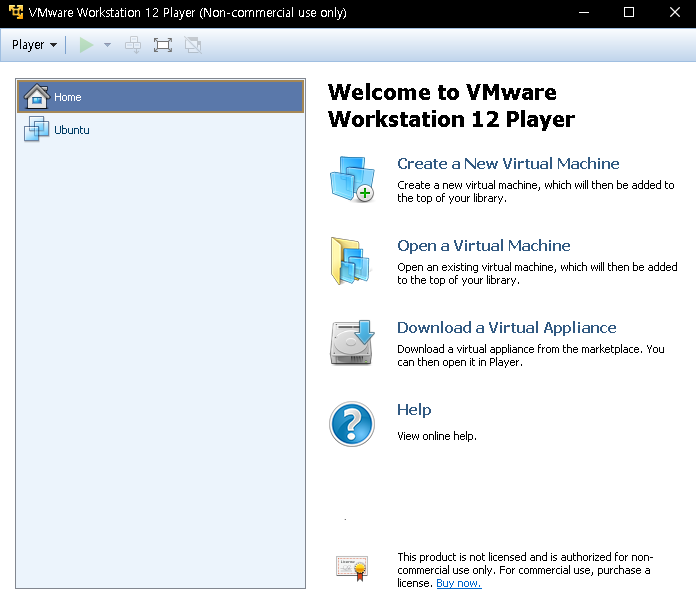 VMware Workstation 12 Player (Non-commercial use only)
Player
Home
Ubuntu
Welcome to VMware
Workstation 12 Player
Create a New Virtual Machine
Create a new virtual machine, which will then be added to
the top of your library.
Open a Virtual Machine
Open an existing virtual machine, which will then be added
to the top of your library.
Download a Virtual Appliance
Download a virtual appliance from the marketplace. You
can then open it in Player.
Help
View online help.
This product is not licensed and is authorized for non-
commercial use only. For commercial use, purchase a
license. Buy now.